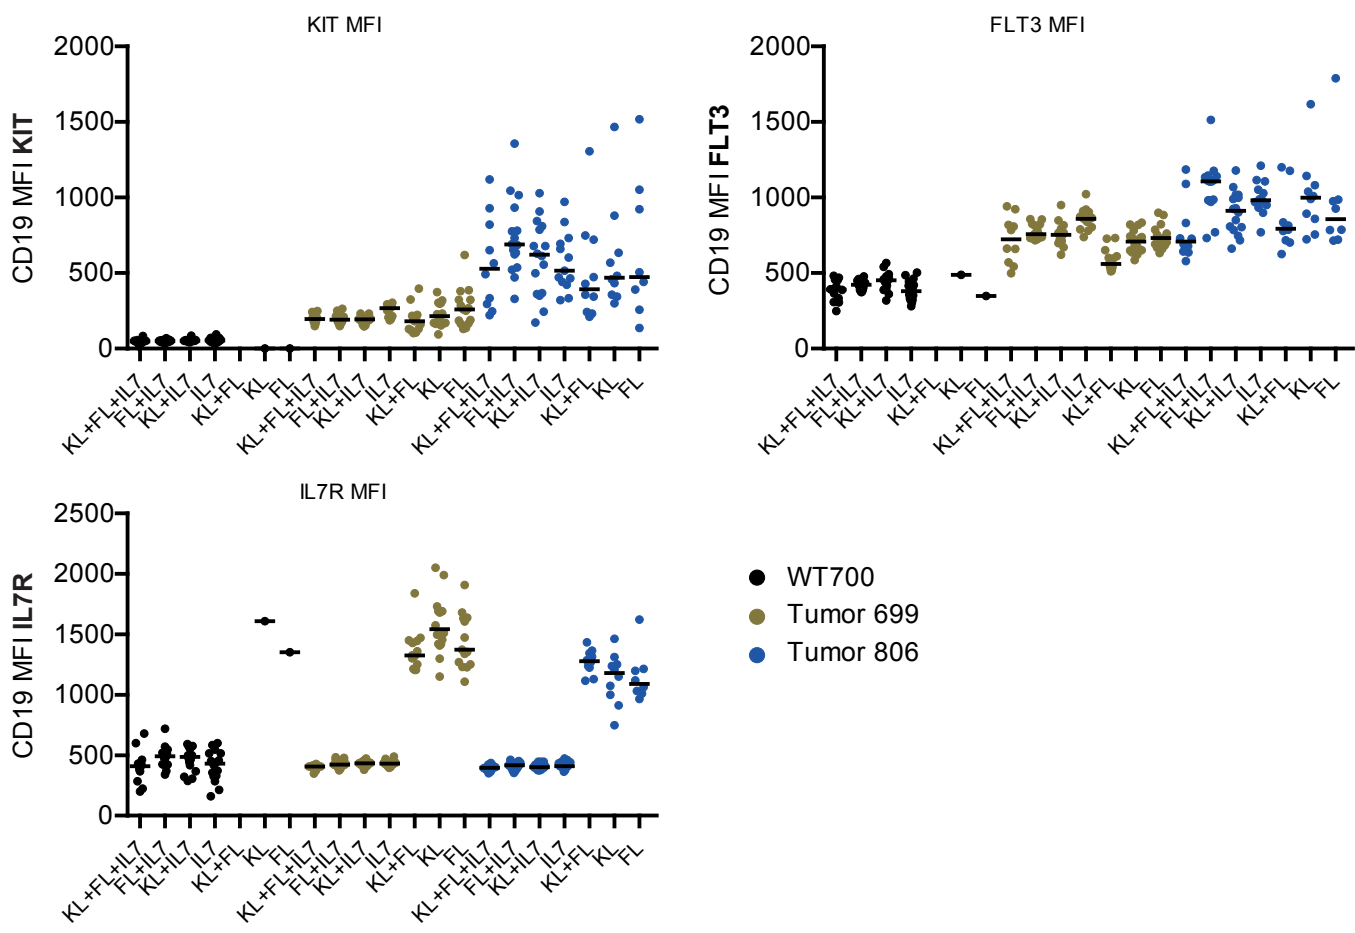 KIT MFI
CD19 MFI KIT
2000
1500
1000
500
0
KL+FL+IL7
FL+IL7
KL+IL7
IL7
KL+FL
KL
FL
KL+FL+IL7
FL+IL7
KL+IL7
IL7
KL+FL
KL
FL
KL+FL+IL7
FL+IL7
KL+IL7
IL7
KL+FL
KL
FL
FLT3 MFI
CD19 MFI FLT3
2000
1500
1000
500
0
KL+FL+IL7
FL+IL7
KL+IL7
IL7
KL+FL
KL
FL
KL+FL+IL7
FL+IL7
KL+IL7
IL7
KL+FL
KL
FL
KL+FL+IL7
FL+IL7
KL+IL7
IL7
KL+FL
KL
FL
IL7R MFI
CD19 MFI IL7R
2500
2000
1500
1000
500
0
KL+FL+IL7
FL+IL7
KL+IL7
IL7
KL+FL
KL
FL
KL+FL+IL7
FL+IL7
KL+IL7
IL7
KL+FL
KL
FL
KL+FL+IL7
FL+IL7
KL+IL7
IL7
KL+FL
KL
FL
WT700
Tumor 699
Tumor 806